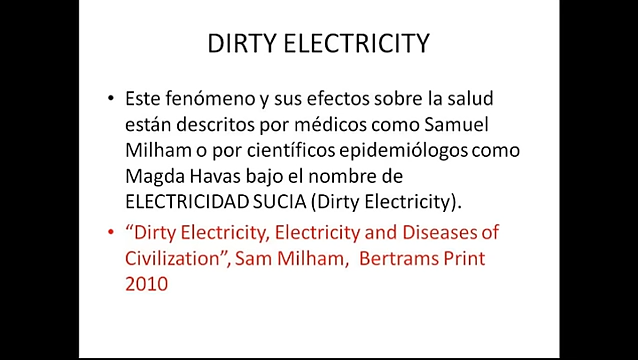 DIRTY ELECTRICITY
• Este fenómeno y sus efectos sobre la salud
están descritos por médicos como Samuel
Milham o por científicos epidemiólogos como
Magda Havas bajo el nombre de
ELECTRICIDAD SUCIA (Dirty Electricity).
• “Dirty Electricity, Electricity and Diseases of
Civilization”, Sam Milham, Bertrams Print
2010